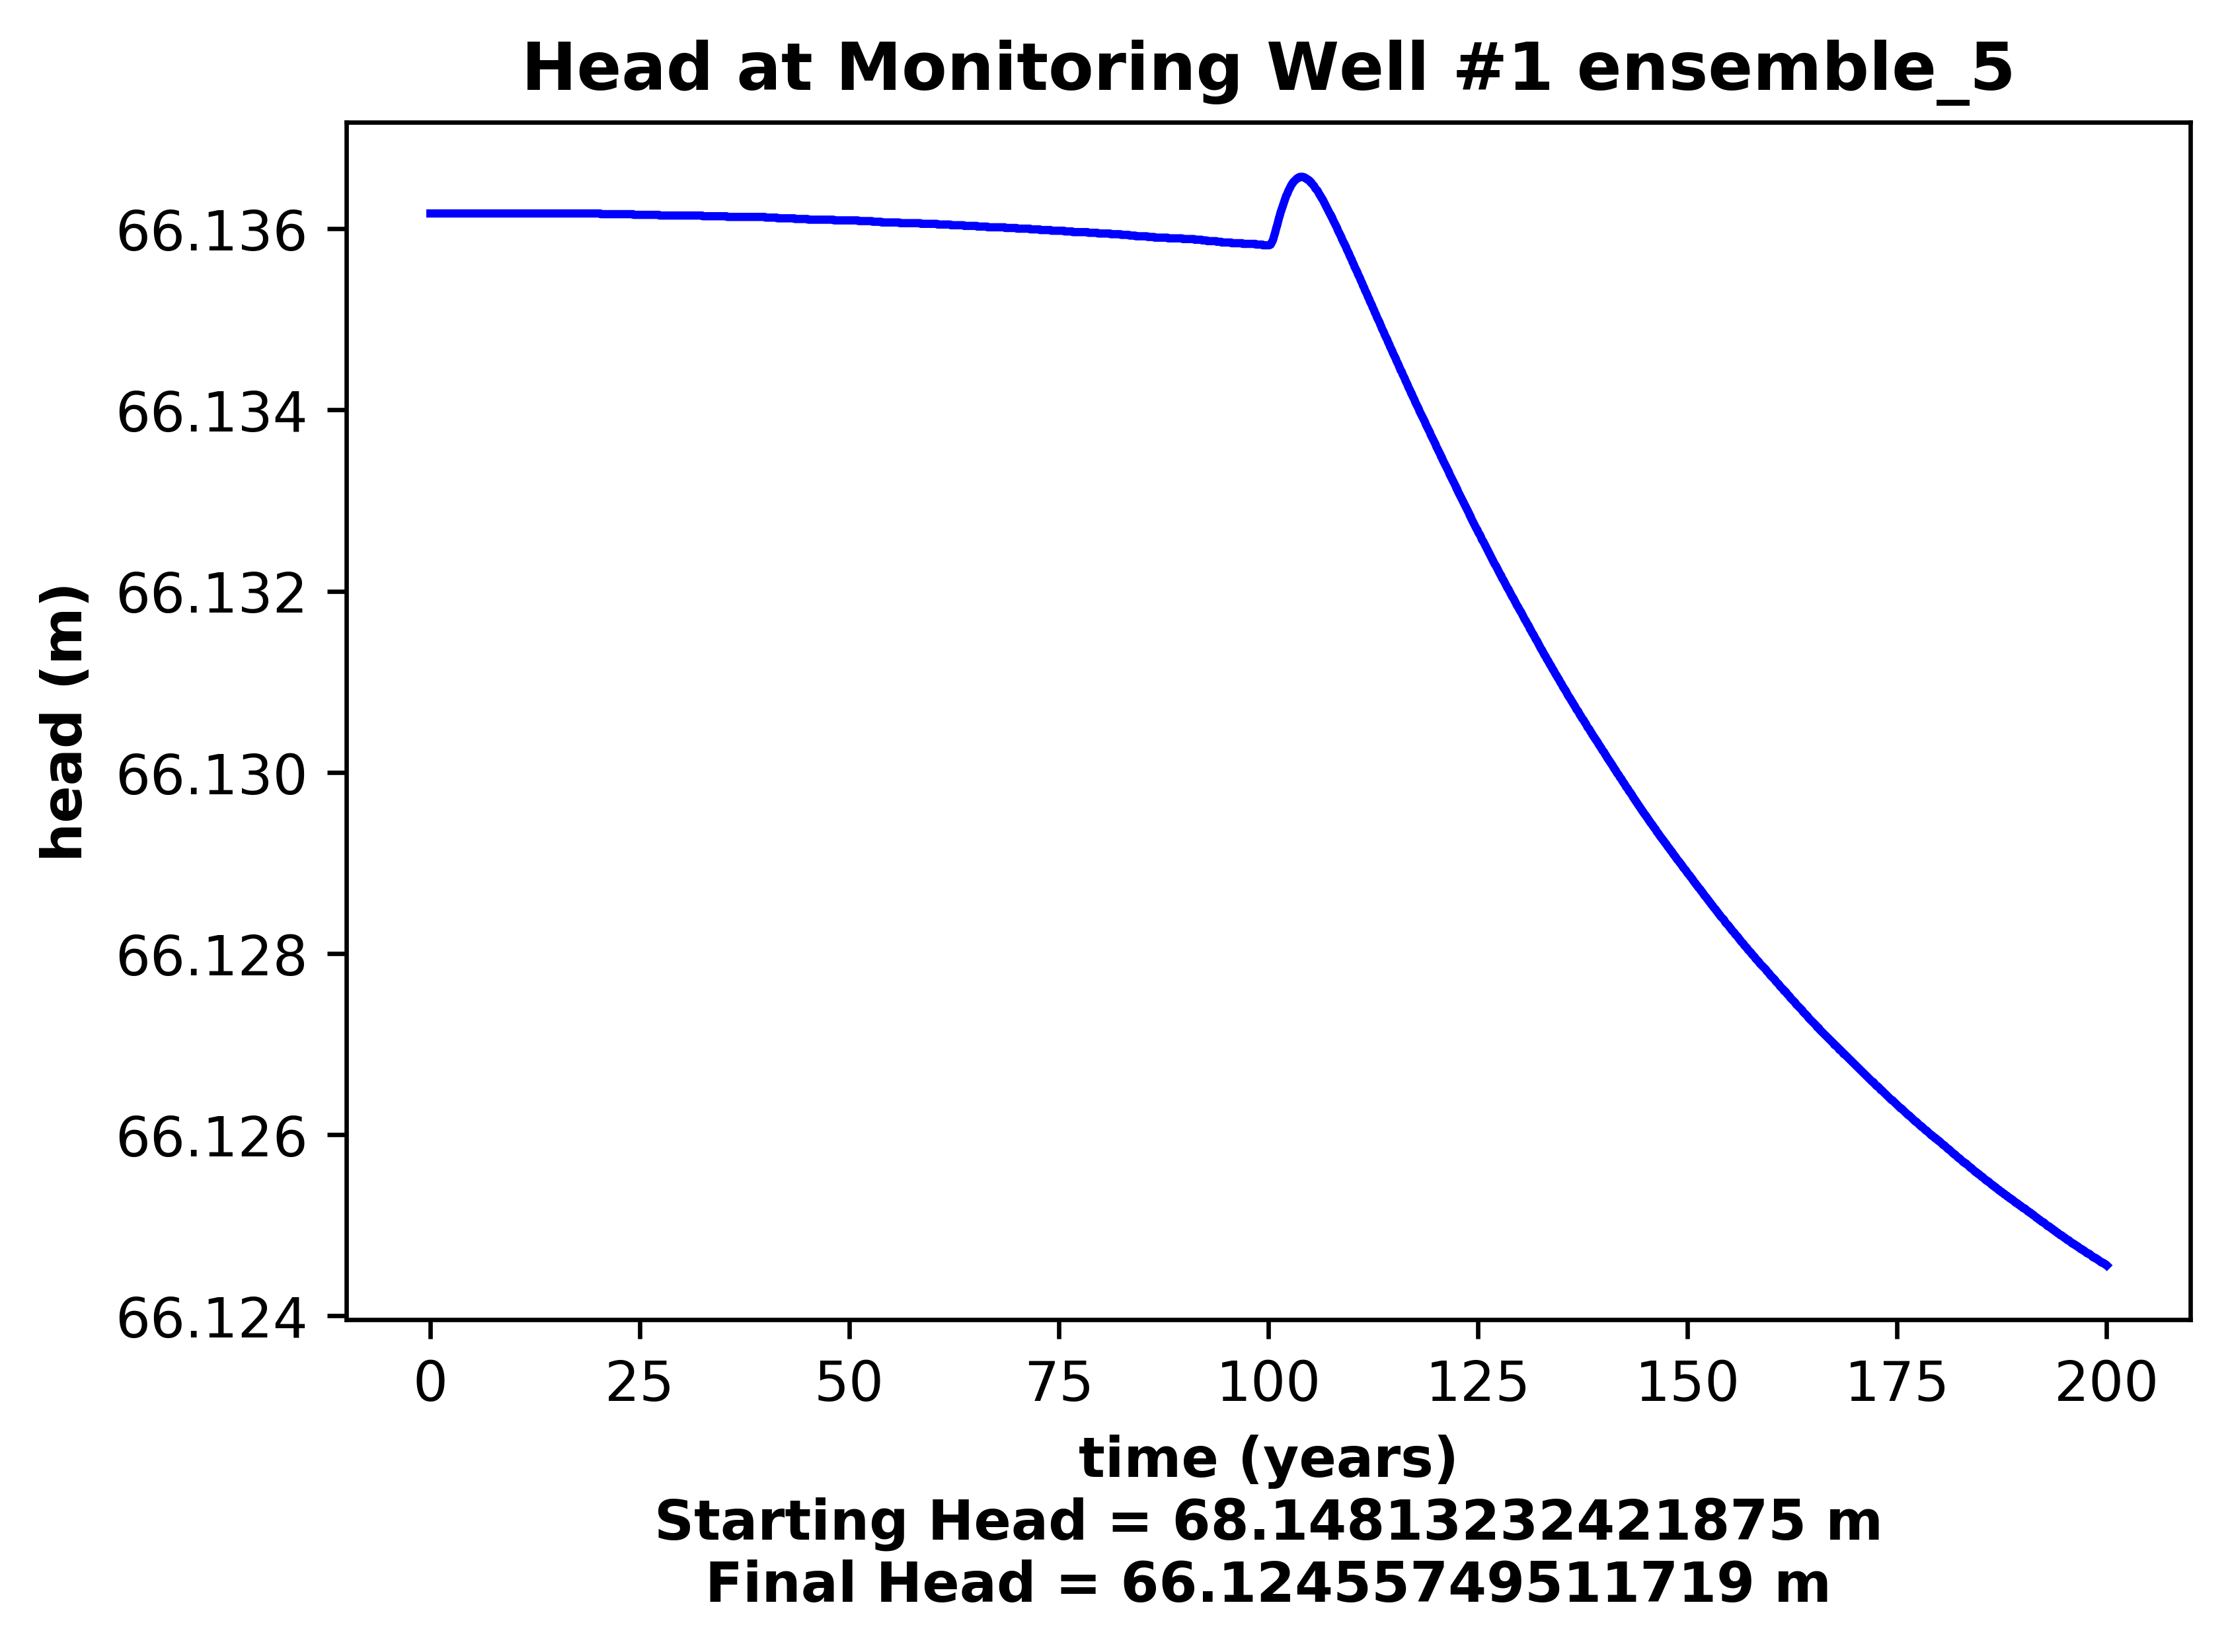 Head at Monitoring Well #1 ensemble_5
head (m)
66.136
66.134
66.132
66.130
66.128
66.126
66.124
0 25 50 75 100 125 150 175 200
time (years)
Starting Head = 68.14813232421875 m
Final Head = 66.12455749511719 m